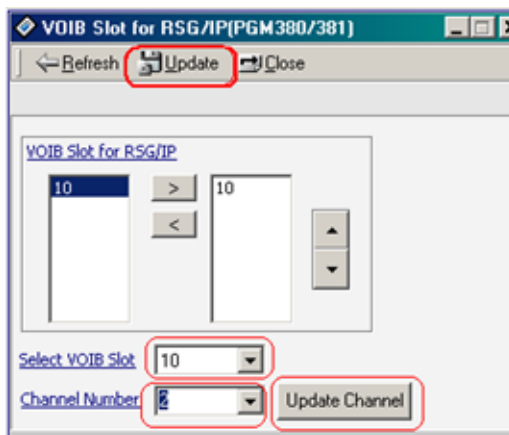 VOIB Slot for RSG/IP(PGM380/381)
Refresh Update Close
VOIB Slot for RSG/IP
10 > 10
<
Select VOIB Slot 10
Channel Number 2 Update Channel